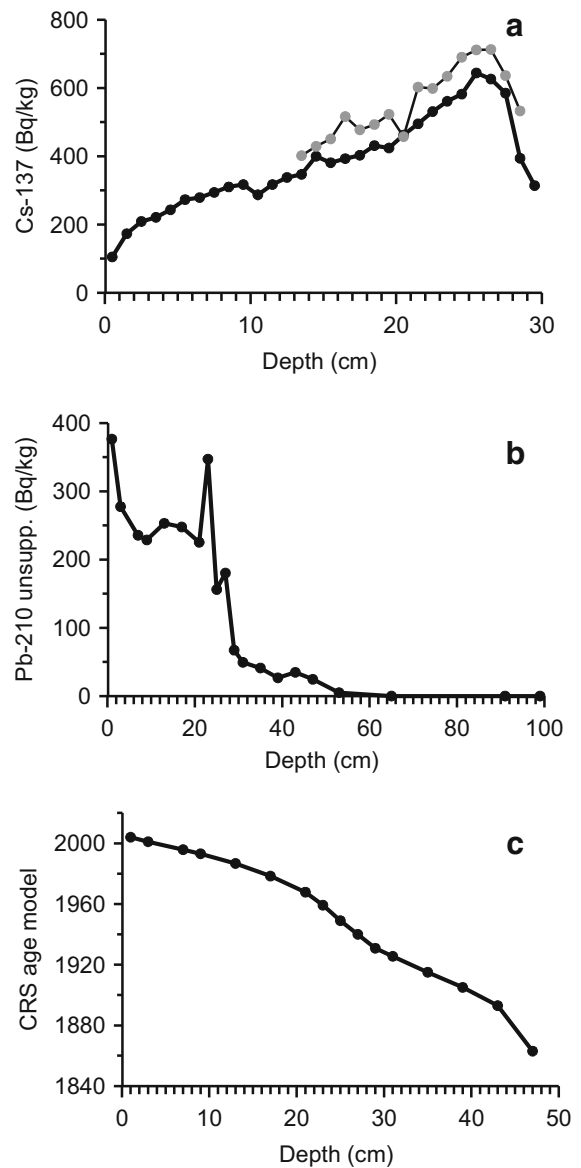 a
800
600
400
200
0
Cs-137 (Bq/kg)
0 10 20 30
Depth (cm)
b
400
300
200
100
0
Pb-210 unsupp. (Bq/kg)
0 20 40 60 80 100
Depth (cm)
c
2000
1960
1920
1880
1840
CRS age model
0 10 20 30 40 50
Depth (cm)